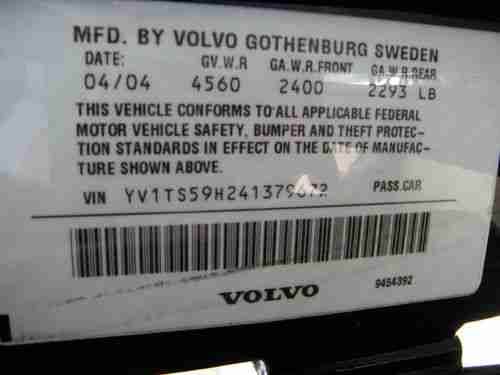 MFD. BY VOLVO GOTHENBURG SWEDEN
DATE: GV.W.R GA.W.R.FRONT GA.W.R.REAR
04/04 4560 2400 2293 LB
THIS VEHICLE CONFORMS TO ALL APPLICABLE FEDERAL
MOTOR VEHICLE SAFETY, BUMPER AND THEFT PROTEC-
TION STANDARDS IN EFFECT ON THE DATE OF MANUFAC-
TURE SHOWN ABOVE.
VIN PASS.CAR
VOLVO 9454392